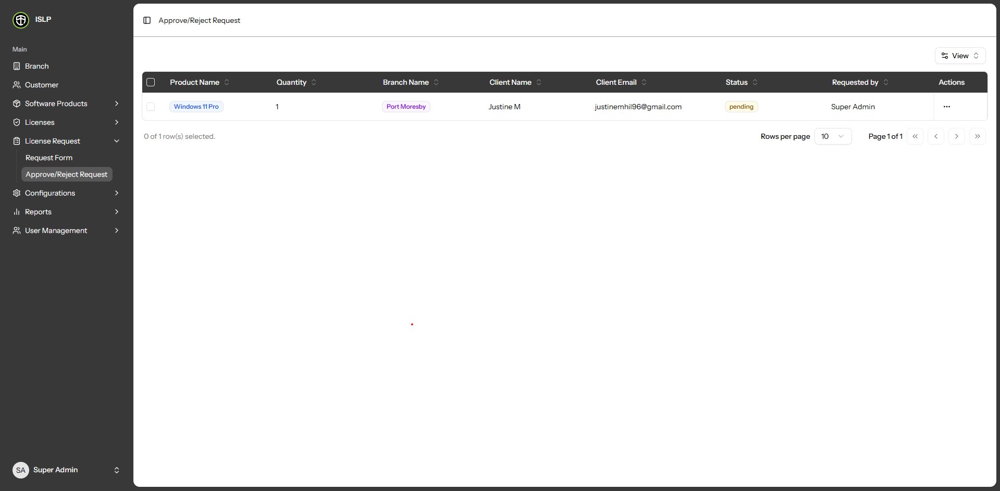 ISLP
Approve/Reject Request
Main
Branch
Customer
Software Products
Licenses
License Request
Request Form
Approve/Reject Request
Configurations
Reports
User Management
SA Super Admin
View
Product Name Quantity Branch Name Client Name Client Email Status Requested by Actions
Windows 11 Pro 1 Port Moresby Justine M justinemhil96@gmail.com pending Super Admin
0 of 1 row(s) selected. Rows per page 10 Page 1 of 1